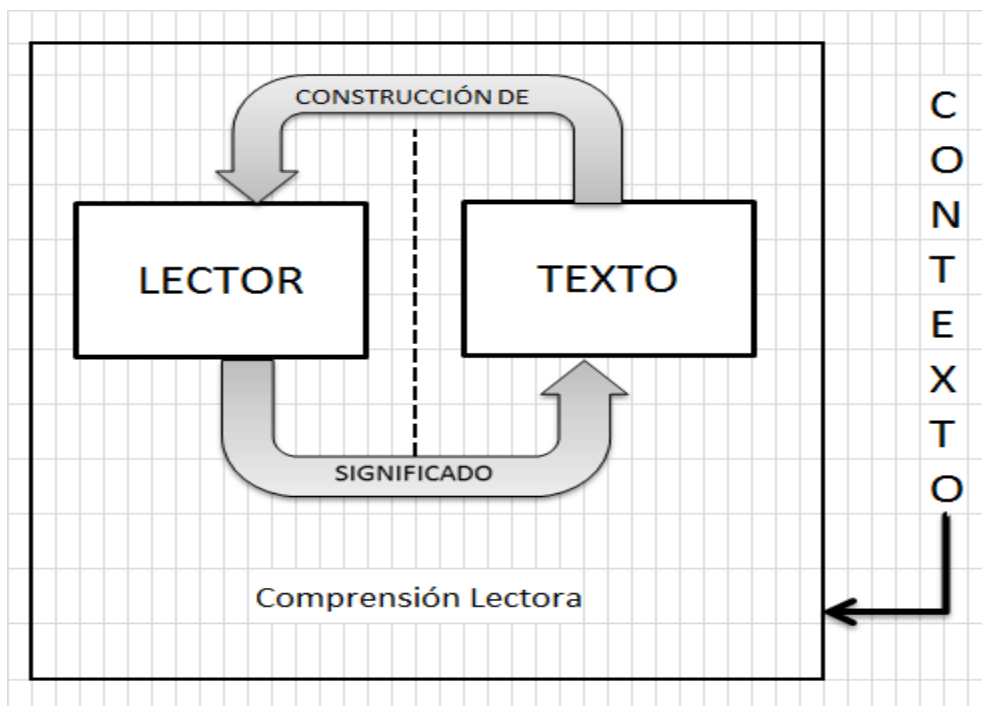 CONSTRUCCIÓN DE
LECTOR
TEXTO
SIGNIFICADO
Comprensión Lectora
C
O
N
T
E
X
T
O